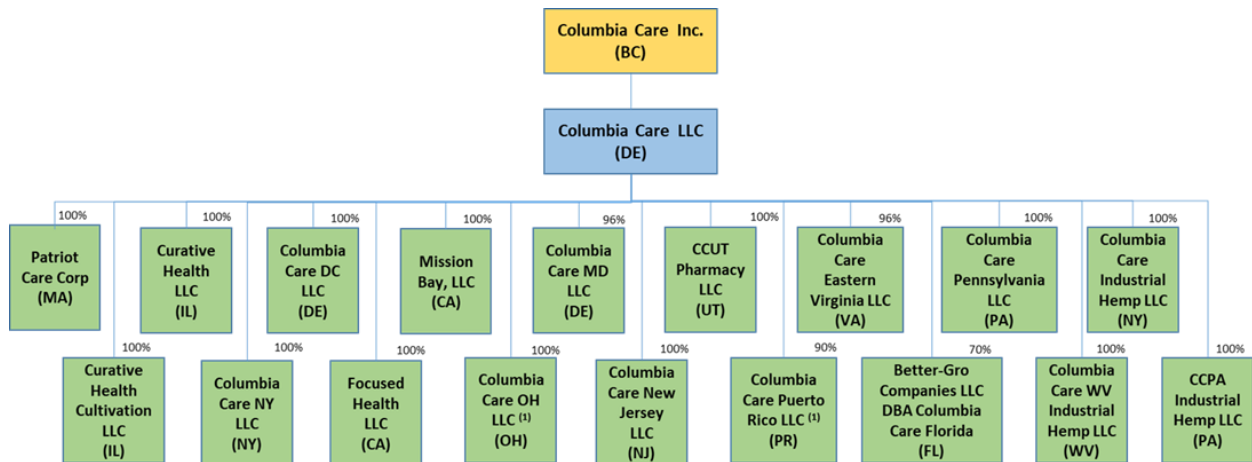 Columbia Care Inc.
(BC)
Columbia Care LLC
(DE)
100%
100%
100%
100%
96%
100%
96%
100%
100%
Patriot
Care Corp
(MA)
Curative
Health
LLC
(IL)
Columbia
Care DC
LLC
(DE)
Mission
Bay, LLC
(CA)
Columbia
Care MD
LLC
(DE)
CCUT
Pharmacy
LLC
(UT)
Columbia
Care
Eastern
Virginia LLC
(VA)
Columbia
Care
Pennsylvania
LLC
(PA)
Columbia
Care
Industrial
Hemp LLC
(NY)
100%
100%
100%
100%
100%
90%
70%
100%
100%
Curative
Health
Cultivation
LLC
(IL)
Columbia
Care NY
LLC
(NY)
Focused
Health LLC
(CA)
Columbia
Care OH
LLC (1)
(OH)
Columbia
Care New
Jersey
LLC
(NJ)
Columbia
Care Puerto
Rico LLC (1)
(PR)
Better-Gro
Companies LLC
DBA Columbia
Care Florida
(FL)
Columbia
Care WV
Industrial
Hemp LLC
(WV)
CCPA
Industrial
Hemp LLC
(PA)